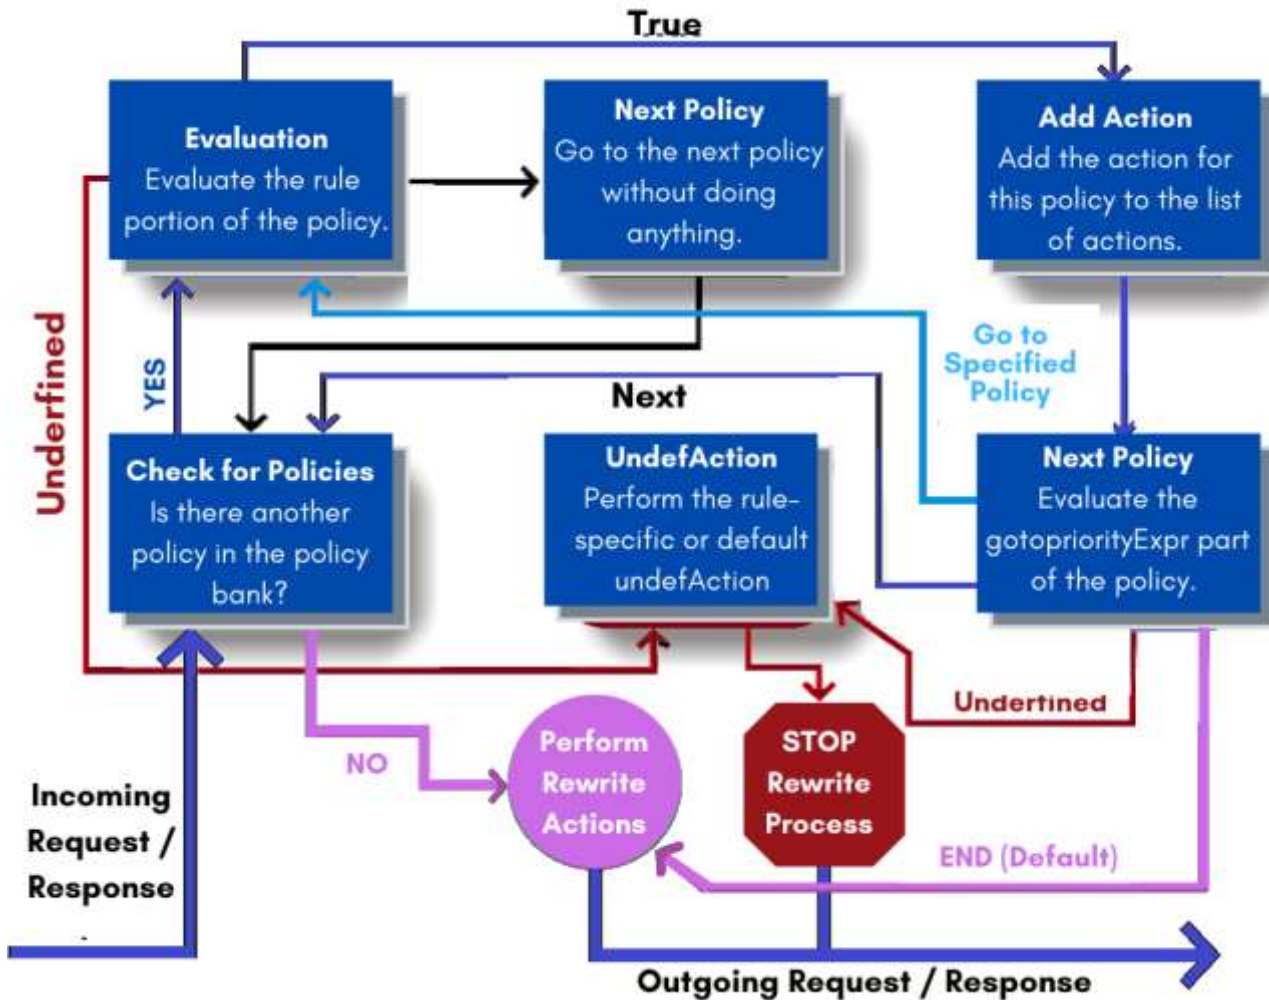 True
Evaluation
Evaluate the rule
portion of the policy.
Next Policy
Go to the next policy
without doing
anything.
Add Action
Add the action for
this policy to the list
of actions.
Underfined
YES
Go to
Specified
Policy
Next
Check for Policies
Is there another
policy in the policy
bank?
UndefAction
Perform the rule-
specific or default
undefAction
Next Policy
Evaluate the
gotopriorityExpr part
of the policy.
Undertined
NO
Perform
Rewrite
Actions
STOP
Rewrite
Process
END (Default)
Incoming
Request /
Response
Outgoing Request / Response